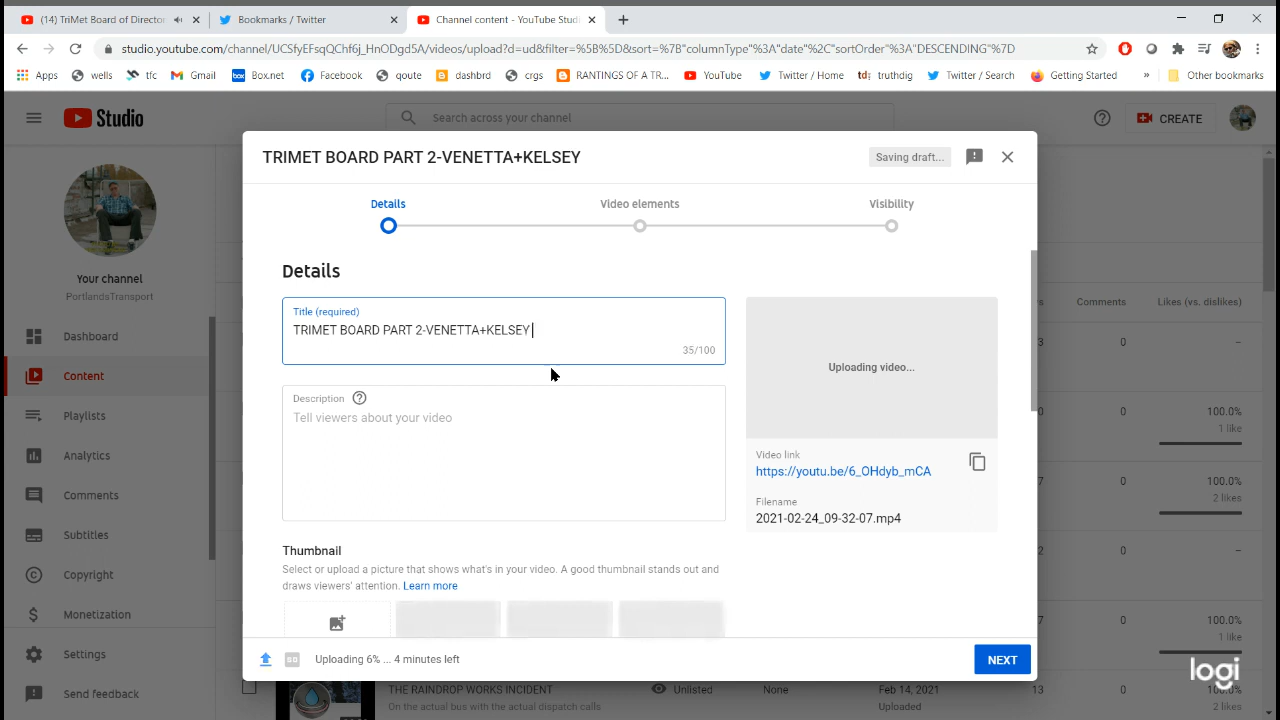 (14) TriMet Board of Director
Bookmarks / Twitter
Channel content - YouTube Studi
studio.youtube.com/channel/UCSfyEFsqQChf6j_HnODgd5A/videos/upload?d=ud&filter=%5B%5D&sort=%7B"columnType"%3A"date"%2C"sortOrder"%3A"DESCENDING"%7D
Apps
wells
tfc
Gmail
Box.net
Facebook
qoute
dashbrd
crgs
RANTINGS OF A TR...
YouTube
Twitter / Home
truthdig
Twitter / Search
Getting Started
»
Other bookmarks
Studio
Search across your channel
CREATE
TRIMET BOARD PART 2-VENETTA+KELSEY
Saving draft...
Details
Video elements
Visibility
Your channel
PortlandsTransport
Dashboard
Content
Playlists
Analytics
Comments
Subtitles
Copyright
Monetization
Settings
Send feedback
Details
Title (required)
TRIMET BOARD PART 2-VENETTA+KELSEY
35/100
Description
Tell viewers about your video
Thumbnail
Select or upload a picture that shows what's in your video. A good thumbnail stands out and
draws viewers' attention. Learn more
Uploading video...
Video link
https://youtu.be/6_OHdyb_mCA
Filename
2021-02-24_09-32-07.mp4
Uploading 6% ... 4 minutes left
NEXT
Comments
Likes (vs. dislikes)
0
–
0
100.0%
1 like
0
100.0%
2 likes
0
–
0
100.0%
1 like
THE RAINDROP WORKS INCIDENT
On the actual bus with the actual dispatch calls
Unlisted
None
Feb 14, 2021
Uploaded
13
0
100.0%
2 likes
logi